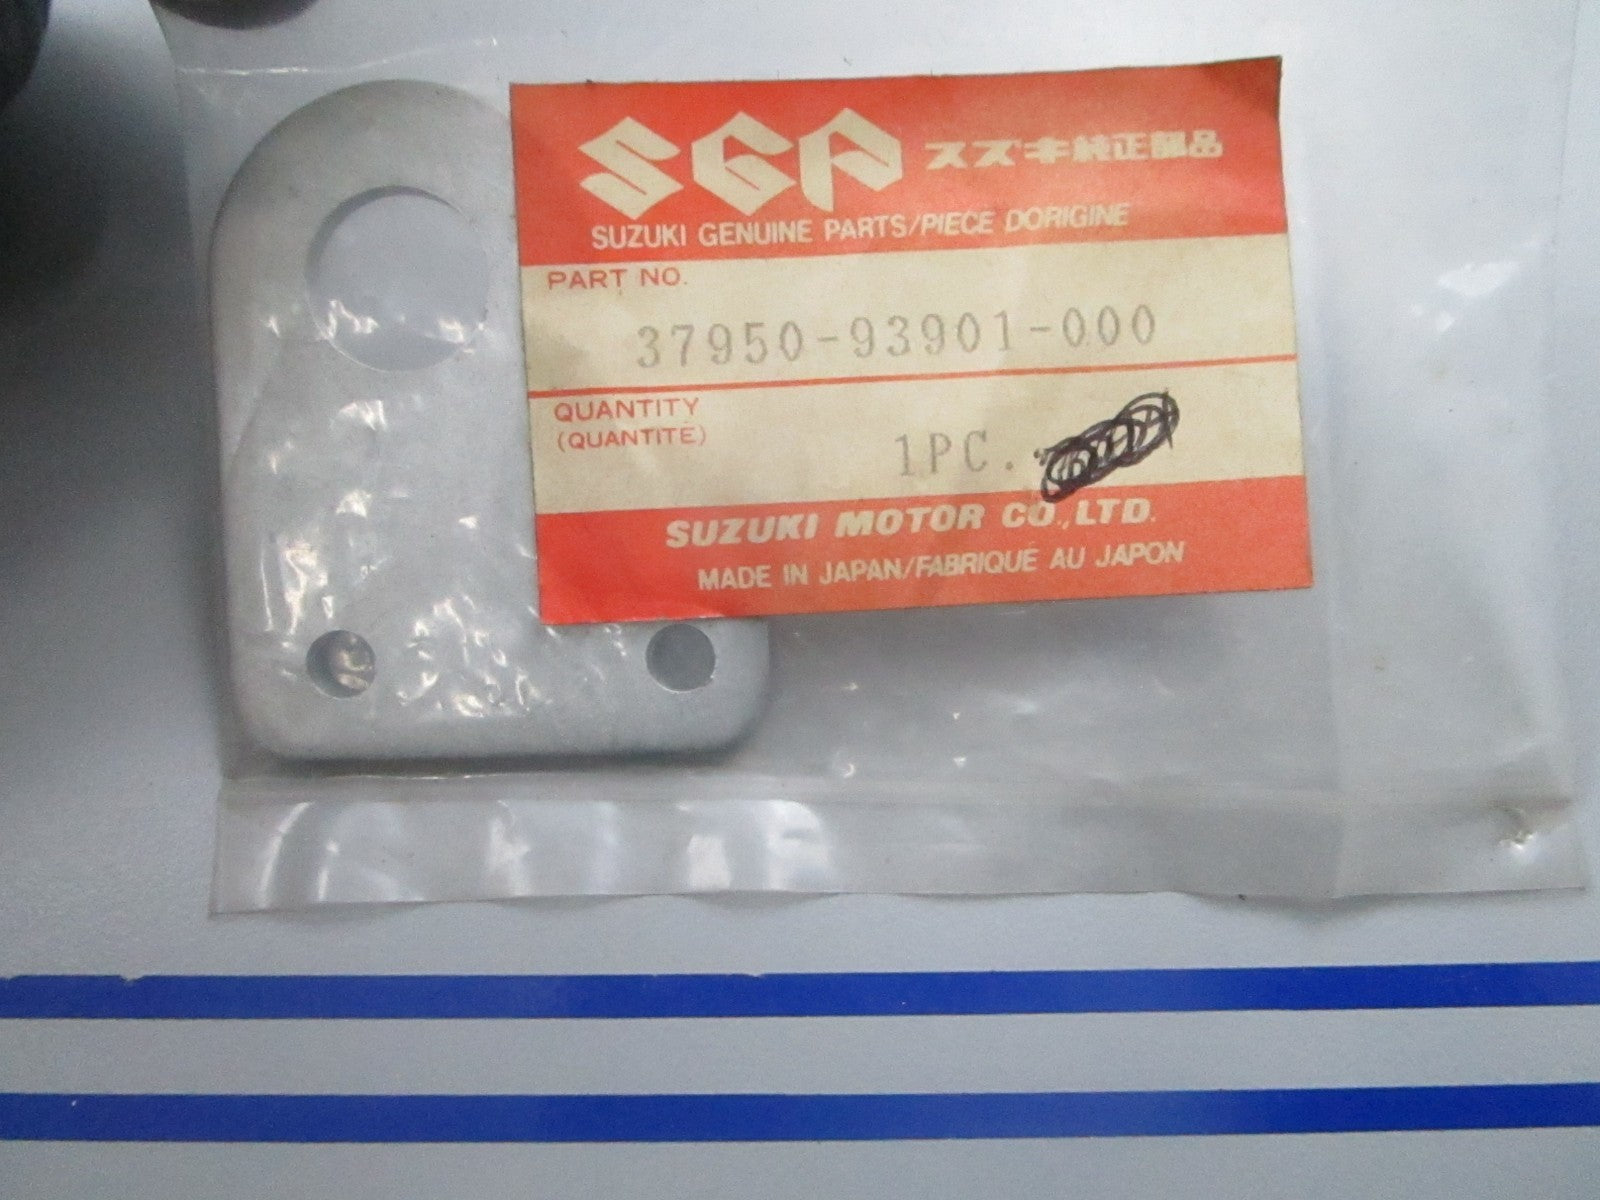 SGP スズキ純正部品
SUZUKI GENUINE PARTS/PIECE DORIGINE
PART NO.
37950-93901-000
QUANTITY
(QUANTITÉ)
1PC.
SUZUKI MOTOR CO.,LTD.
MADE IN JAPAN/FABRIQUE AU JAPON